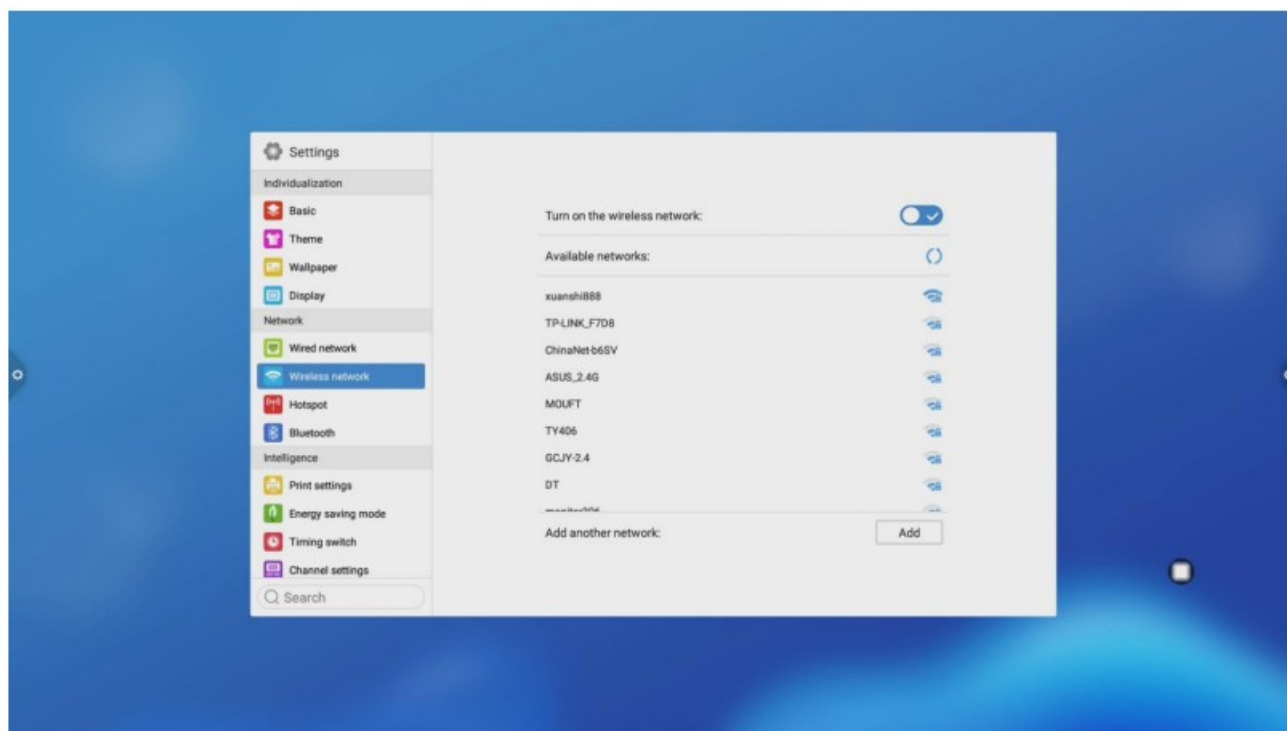 Settings
Individualization
Basic
Theme
Wallpaper
Display
Network
Wired network
Wireless network
Hotspot
Bluetooth
Intelligence
Print settings
Energy saving mode
Timing switch
Channel settings
Search
Turn on the wireless network:
Available networks:
xuanshi888
TP-LINK_F7D8
ChinaNet-b6SV
ASUS_2.4G
MOUFT
TY406
GCJY-2.4
DT
Add another network:
Add